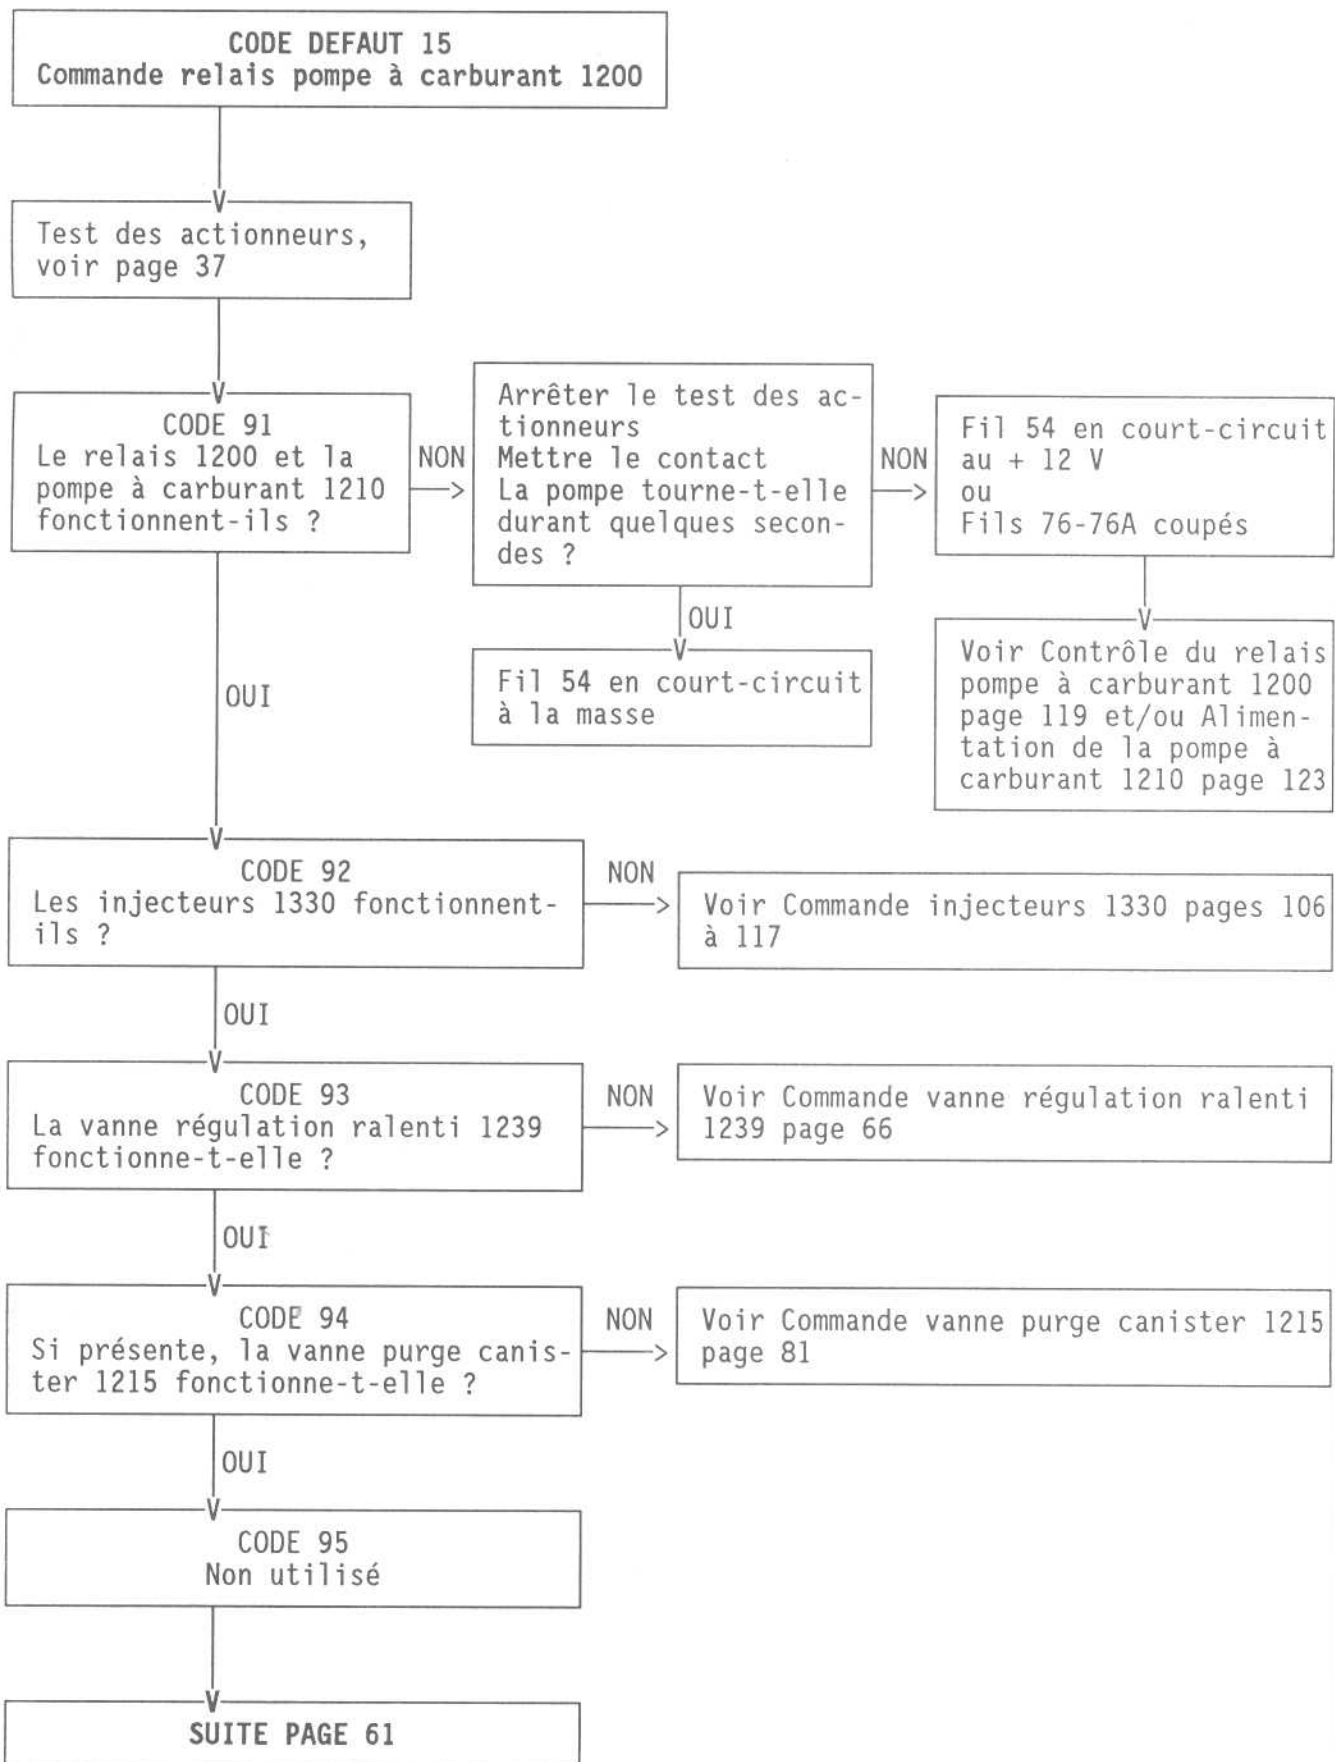 CODE DEFAUT 15
Commande relais pompe à carburant 1200
Test des actionneurs,
voir page 37
CODE 91
Le relais 1200 et la
pompe à carburant 1210
fonctionnent-ils ?
NON
Arrêter le test des ac-
tionneurs
Mettre le contact
La pompe tourne-t-elle
durant quelques secon-
des ?
NON
Fil 54 en court-circuit
au + 12 V
ou
Fils 76-76A coupés
OUI
Fil 54 en court-circuit
à la masse
Voir Contrôle du relais
pompe à carburant 1200
page 119 et/ou Alimen-
tation de la pompe à
carburant 1210 page 123
OUI
CODE 92
Les injecteurs 1330 fonctionnent-
ils ?
NON
Voir Commande injecteurs 1330 pages 106
à 117
OUI
CODE 93
La vanne régulation ralenti 1239
fonctionne-t-elle ?
NON
Voir Commande vanne régulation ralenti
1239 page 66
OUI
CODE 94
Si présente, la vanne purge canis-
ter 1215 fonctionne-t-elle ?
NON
Voir Commande vanne purge canister 1215
page 81
OUI
CODE 95
Non utilisé
SUITE PAGE 61